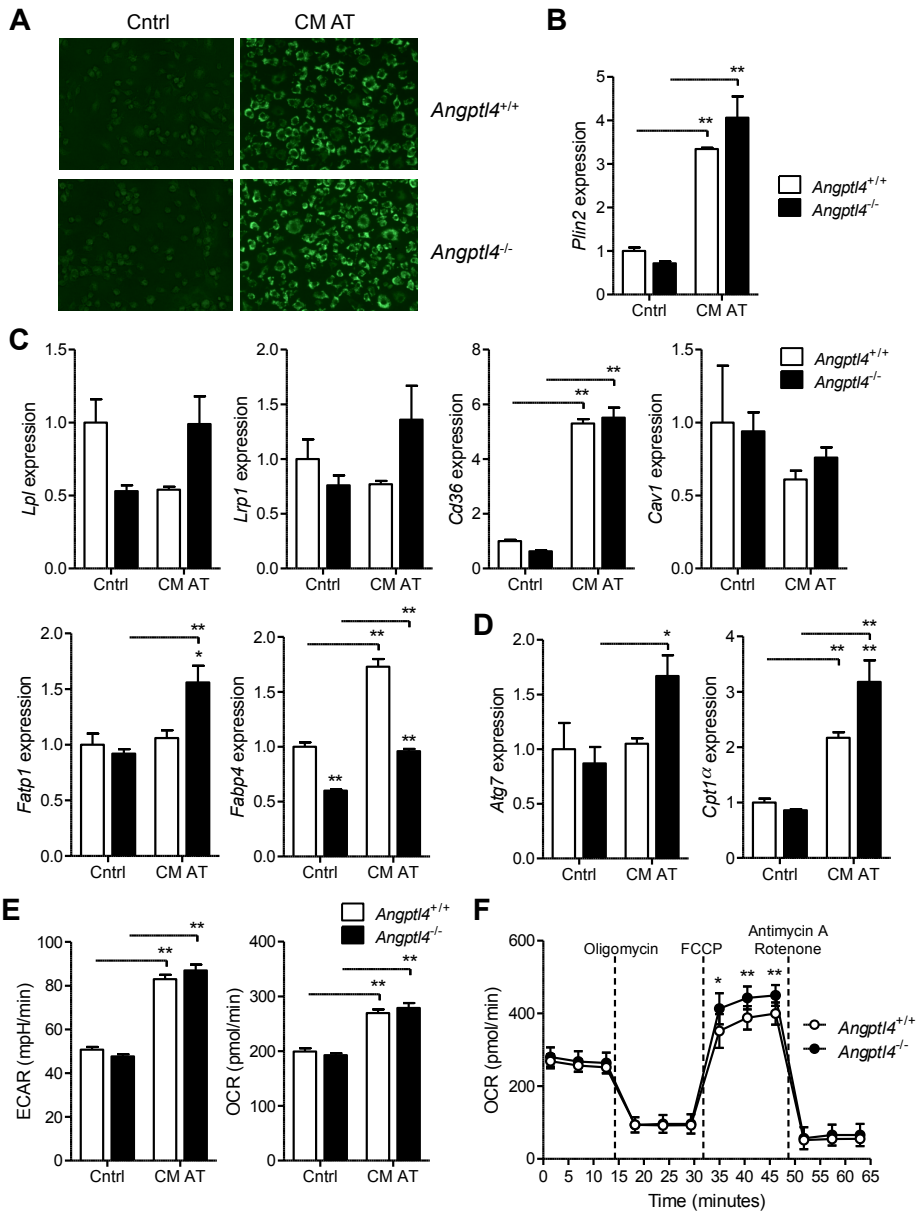 A
Cntrl
CM AT
Angptl4+/+
Angptl4-/-
B
Plin2 expression
5
4
3
2
1
0
**
**
Cntrl
CM AT
Angptl4+/+
Angptl4-/-
C
Lpl expression
1.5
1.0
0.5
0.0
Cntrl
CM AT
Lrp1 expression
2.0
1.5
1.0
0.5
0.0
Cntrl
CM AT
Cd36 expression
8
6
4
2
0
**
**
Cntrl
CM AT
Cav1 expression
1.5
1.0
0.5
0.0
Cntrl
CM AT
Angptl4+/+
Angptl4-/-
Fatp1 expression
2.0
1.5
1.0
0.5
0.0
**
*
Cntrl
CM AT
Fabp4 expression
2.0
1.5
1.0
0.5
0.0
**
**
**
**
Cntrl
CM AT
D
Atg7 expression
2.0
1.5
1.0
0.5
0.0
*
Cntrl
CM AT
Cpt1α expression
4
3
2
1
0
**
**
**
Cntrl
CM AT
E
ECAR (mpH/min)
100
80
60
40
20
0
**
**
Cntrl
CM AT
OCR (pmol/min)
400
300
200
100
0
**
**
Cntrl
CM AT
Angptl4+/+
Angptl4-/-
F
Oligomycin
FCCP
Antimycin A
Rotenone
OCR (pmol/min)
600
400
200
0
* ** **
Angptl4+/+
Angptl4-/-
0 5 10 15 20 25 30 35 40 45 50 55 60 65
Time (minutes)